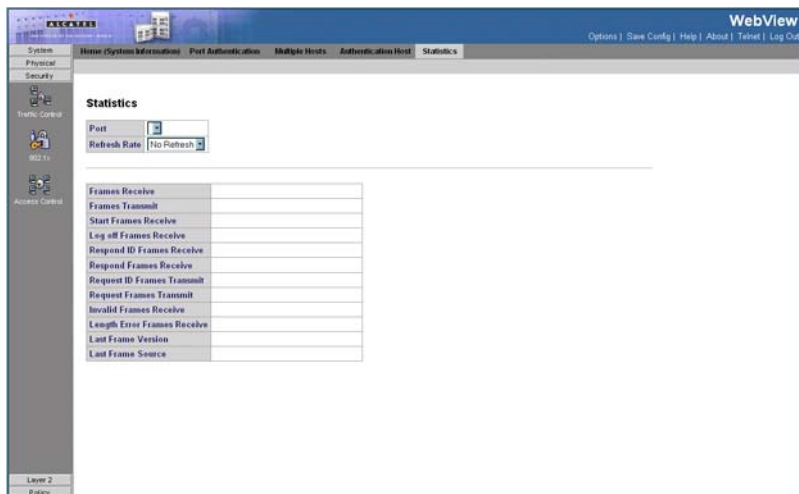 ALCATEL
WebView
Options | Save Config | Help | About | Telnet | Log Out
System
Home (System Information) Port Authentication Multiple Hosts Authentication Host Statistics
Physical
Security
Traffic Control
802.1x
Access Control
Statistics
Port
Refresh Rate No Refresh
Frames Receive
Frames Transmit
Start Frames Receive
Log off Frames Receive
Respond ID Frames Receive
Respond Frames Receive
Request ID Frames Transmit
Request Frames Transmit
Invalid Frames Receive
Length Error Frames Receive
Last Frame Version
Last Frame Source
Layer 2
Policy